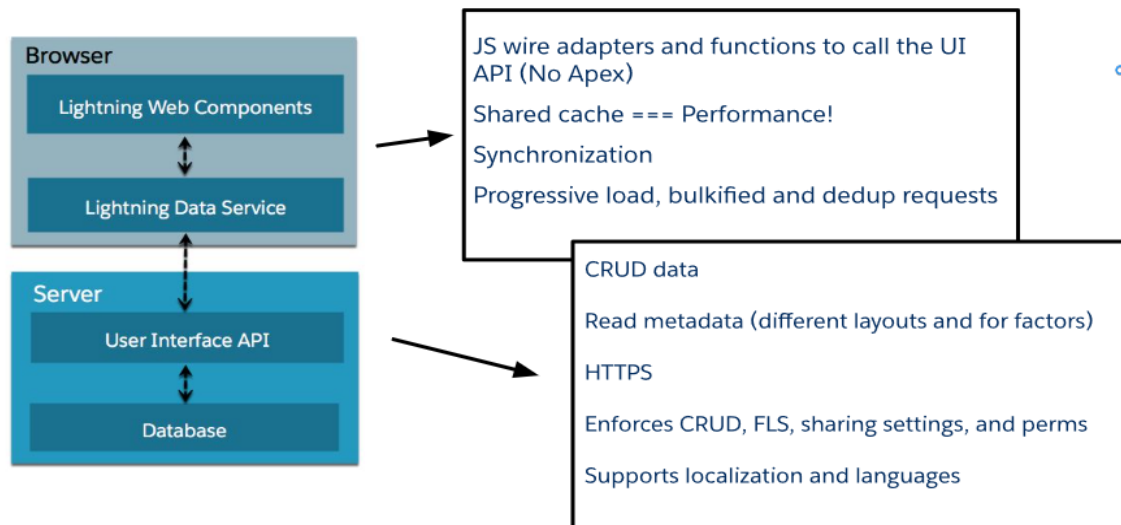 Browser
Lightning Web Components
Lightning Data Service
Server
User Interface API
Database
JS wire adapters and functions to call the UI
API (No Apex)
Shared cache === Performance!
Synchronization
Progressive load, bulkified and dedup requests
CRUD data
Read metadata (different layouts and for factors)
HTTPS
Enforces CRUD, FLS, sharing settings, and perms
Supports localization and languages